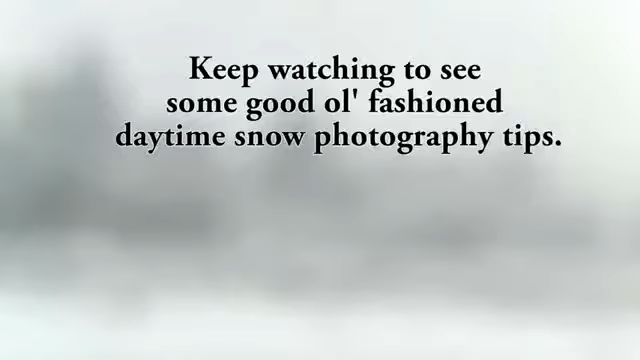 Keep watching to see
some good ol' fashioned
daytime snow photography tips.